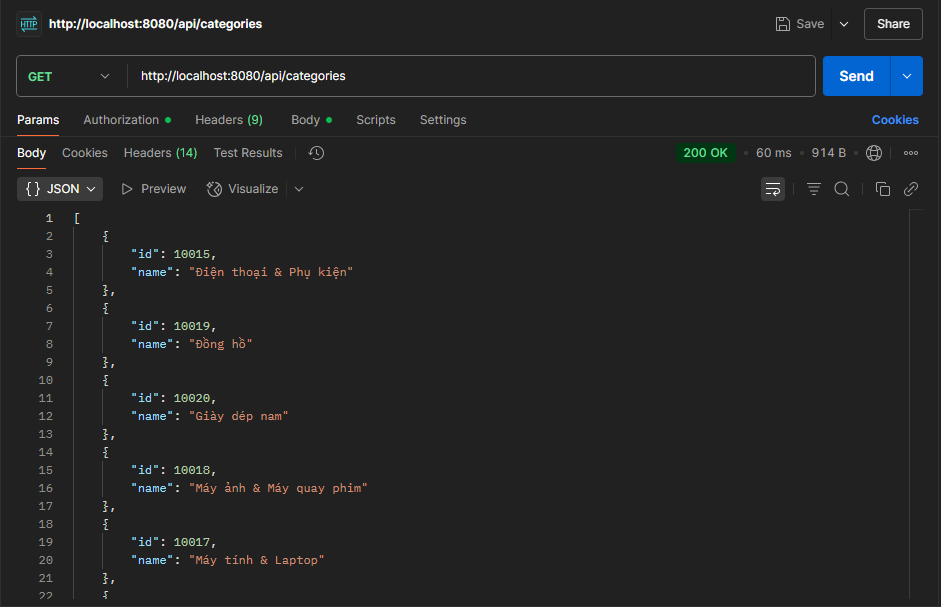 HTTP http://localhost:8080/api/categories Save Share
GET http://localhost:8080/api/categories Send
Params Authorization Headers (9) Body Scripts Settings Cookies
Body Cookies Headers (14) Test Results 200 OK 60 ms 914 B
{} JSON Preview Visualize
1 [
2 {
3 "id": 10015,
4 "name": "Điện thoại & Phụ kiện"
5 },
6 {
7 "id": 10019,
8 "name": "Đồng hồ"
9 },
10 {
11 "id": 10020,
12 "name": "Giày dép nam"
13 },
14 {
15 "id": 10018,
16 "name": "Máy ảnh & Máy quay phim"
17 },
18 {
19 "id": 10017,
20 "name": "Máy tính & Laptop"
21 },
22 {